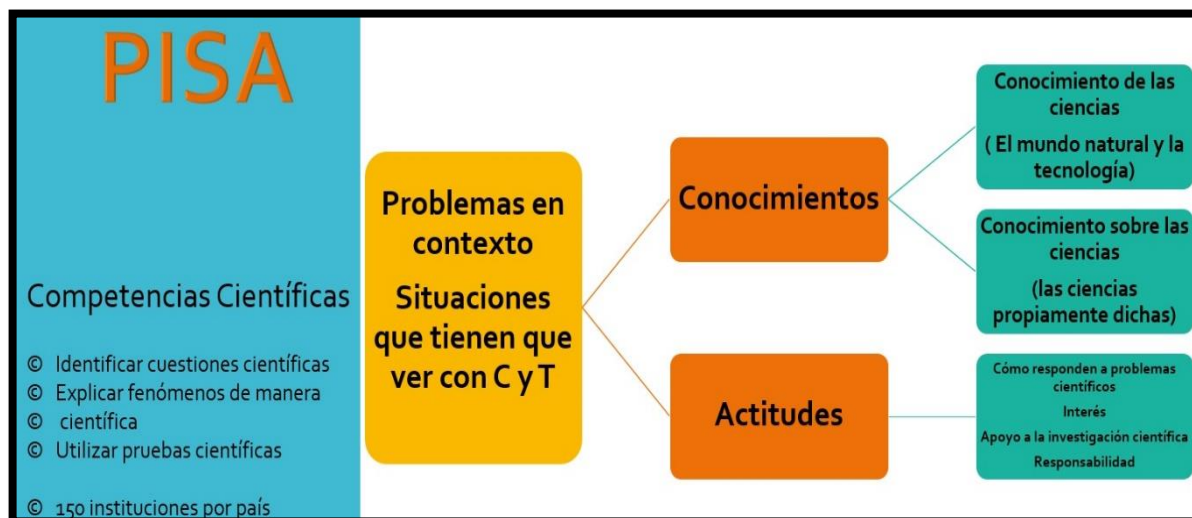 PISA
Competencias Científicas
© Identificar cuestiones científicas
© Explicar fenómenos de manera
© científica
© Utilizar pruebas científicas
© 150 instituciones por país
Problemas en
contexto
Situaciones
que tienen que
ver con C y T
Conocimientos
Actitudes
Conocimiento de las
ciencias
( El mundo natural y la
tecnología)
Conocimiento sobre las
ciencias
(las ciencias
propiamente dichas)
Cómo responden a problemas
científicos
Interés
Apoyo a la investigación científica
Responsabilidad